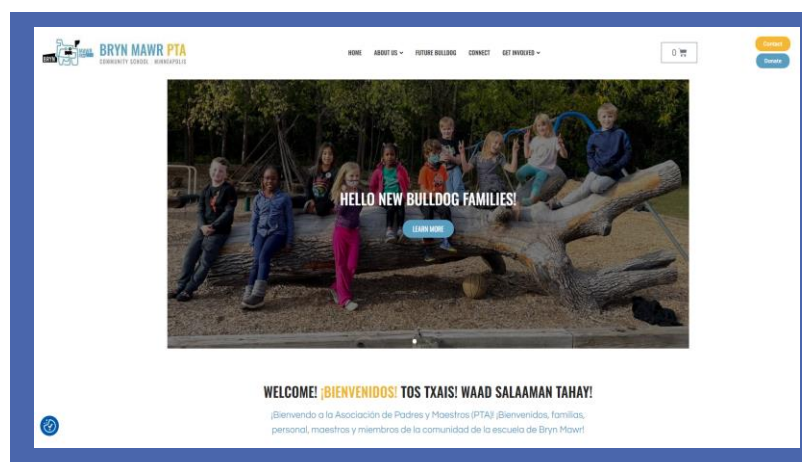 BRYN MAWR PTA
COMMUNITY SCHOOL MINNEAPOLIS
HOME ABOUT US FUTURE BULLDOG CONNECT GET INVOLVED
0
Contact
Donate
HELLO NEW BULLDOG FAMILIES!
LEARN MORE
WELCOME! ¡BIENVENIDOS! TOS TXAIS! WAAD SALAAMAN TAHAY!
¡Bienvendo a la Asociación de Padres y Maestros (PTA)! ¡Bienvenidos, familias,
personal, maestros y miembros de la comunidad de la escuela de Bryn Mawr!